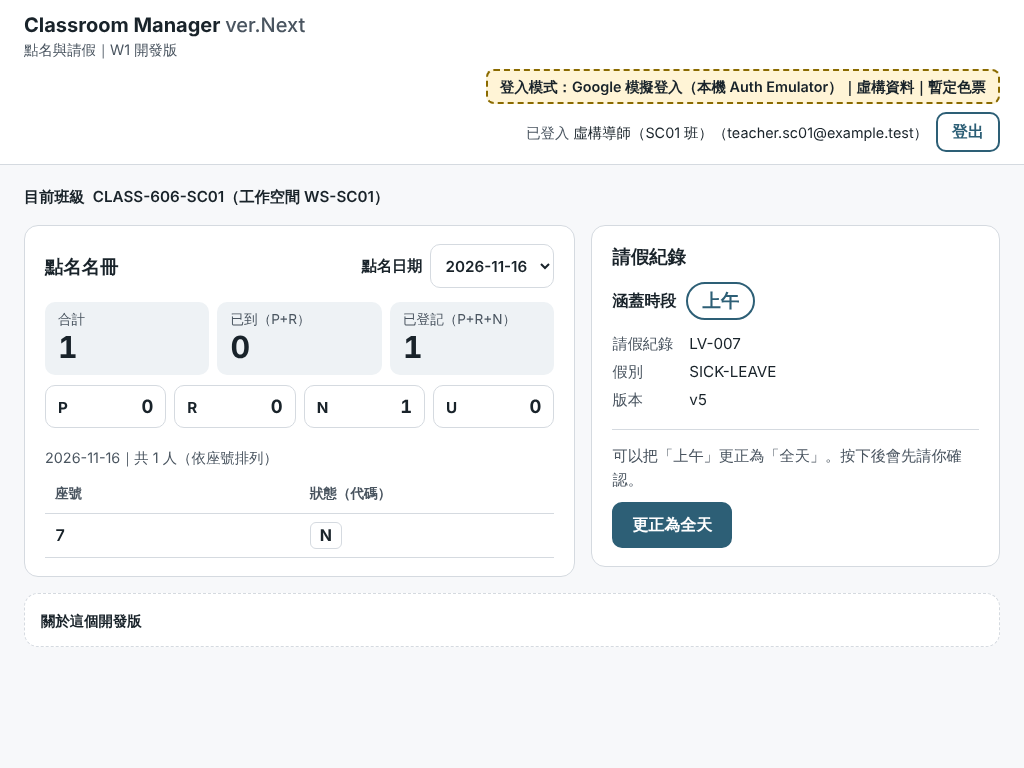 Classroom Manager ver.Next
點名與請假｜W1 開發版
登入模式：Google 模擬登入（本機 Auth Emulator）｜虛構資料｜暫定色票
已登入 虛構導師（SC01 班）（teacher.sc01@example.test）
登出
目前班級 CLASS-606-SC01（工作空間 WS-SC01）
點名名冊
點名日期 2026-11-16
合計
1
已到（P+R）
0
已登記（P+R+N）
1
P 0
R 0
N 1
U 0
2026-11-16｜共 1 人（依座號排列）
座號 狀態（代碼）
7 N
請假紀錄
涵蓋時段 上午
請假紀錄 LV-007
假別 SICK-LEAVE
版本 v5
可以把「上午」更正為「全天」。按下後會先請你確
認。
更正為全天
關於這個開發版